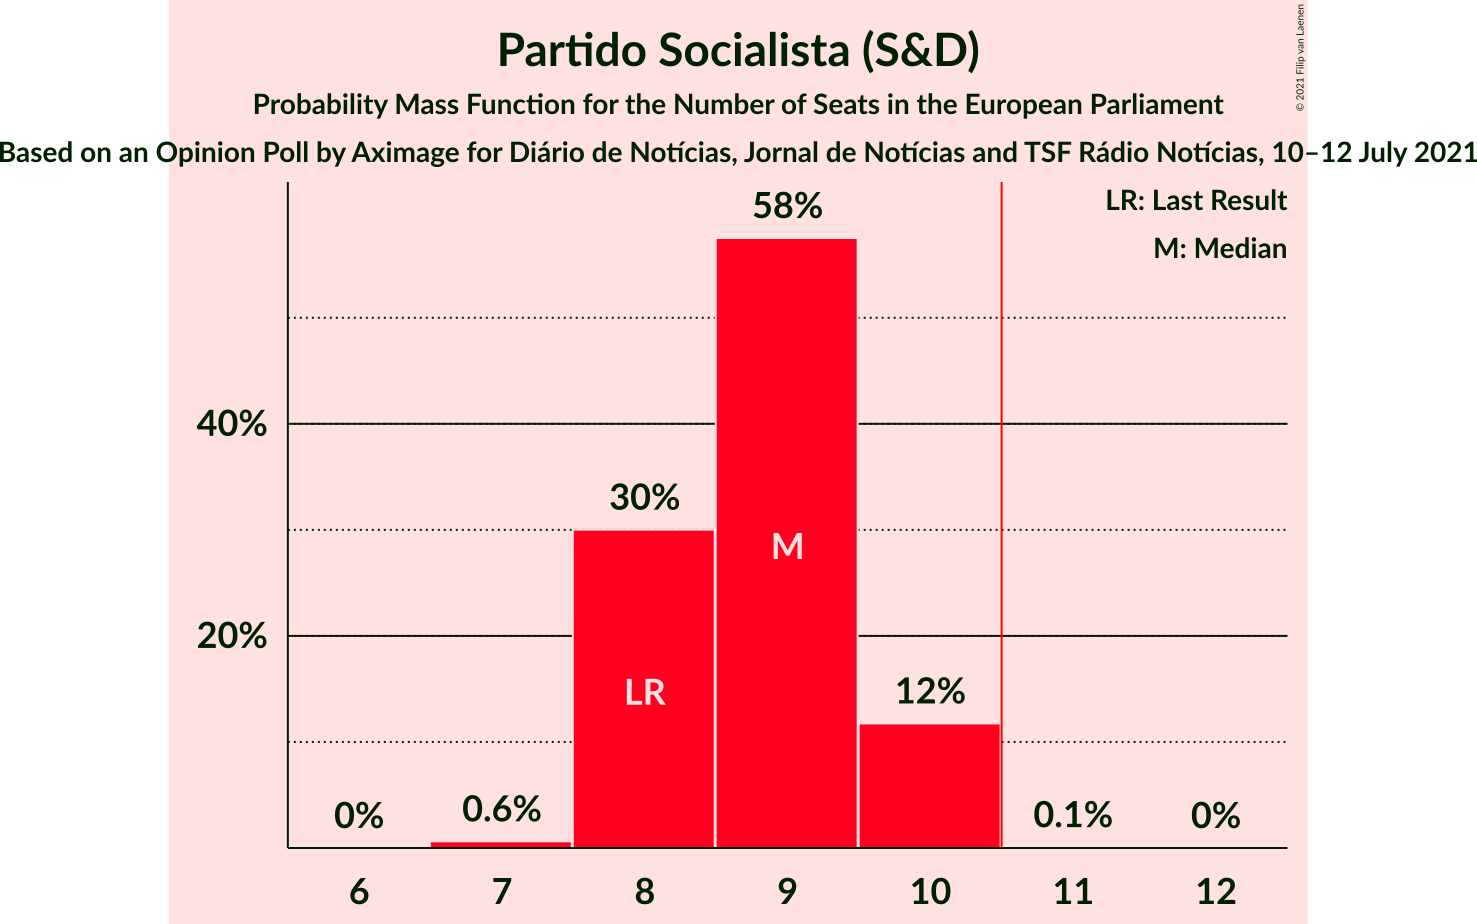 Partido Socialista (S&D)
Probability Mass Function for the Number of Seats in the European Parliament
Based on an Opinion Poll by Aximage for Diário de Notícias, Jornal de Notícias and TSF Rádio Notícias, 10–12 July 2021
© 2021 Filip van Laenen
LR: Last Result
M: Median
58%
40%
30%
M
20%
LR
12%
0%
0.6%
0.1%
0%
6 7 8 9 10 11 12